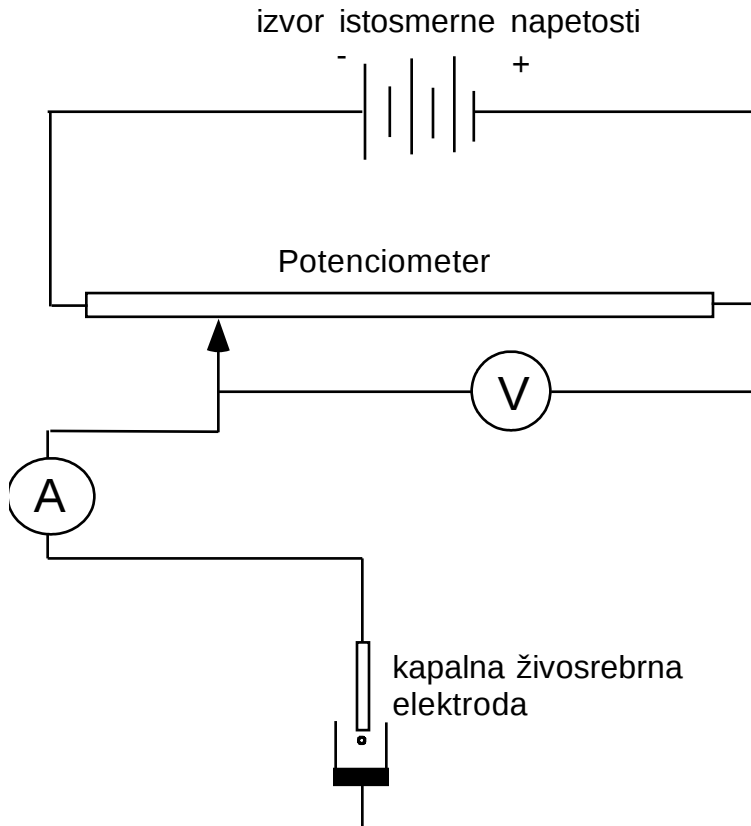 izvor istosmerne napetosti
- +
Potenciometer
V
A
kapalna živosrebrna
elektroda